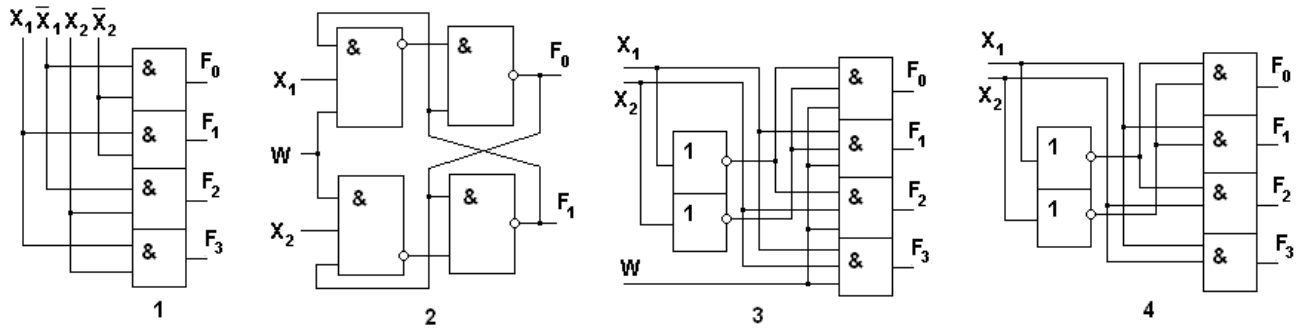 X₁ X̅₁ X₂ X̅₂
& F₀
& F₁
& F₂
& F₃
1
& & F₀
X₁
W
& & F₁
X₂
2
X₁
X₂
& F₀
& F₁
1
1
& F₂
& F₃
W
3
X₁
X₂
& F₀
& F₁
1
1
& F₂
& F₃
4